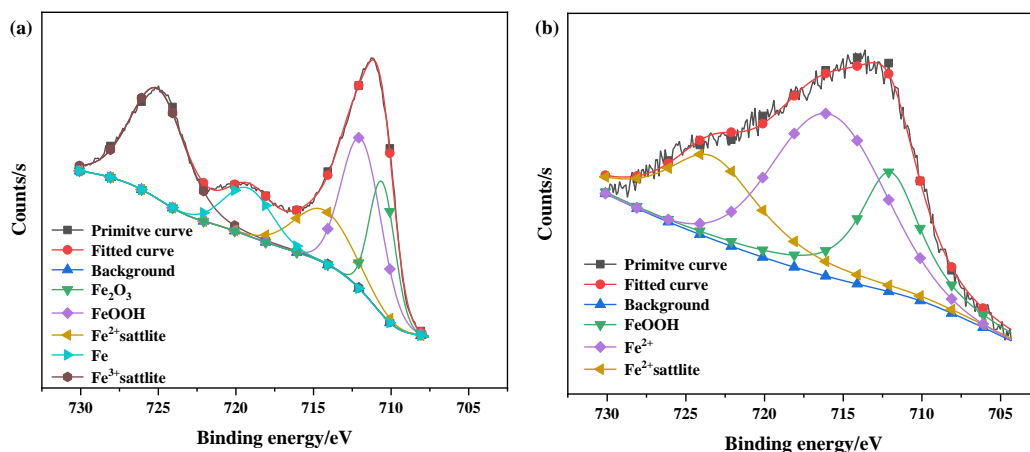 (a)
Counts/s
Primitve curve
Fitted curve
Background
Fe₂O₃
FeOOH
Fe²⁺sattlite
Fe
Fe³⁺sattlite
730 725 720 715 710 705
Binding energy/eV
(b)
Counts/s
Primitve curve
Fitted curve
Background
FeOOH
Fe²⁺
Fe²⁺sattlite
730 725 720 715 710 705
Binding energy/eV